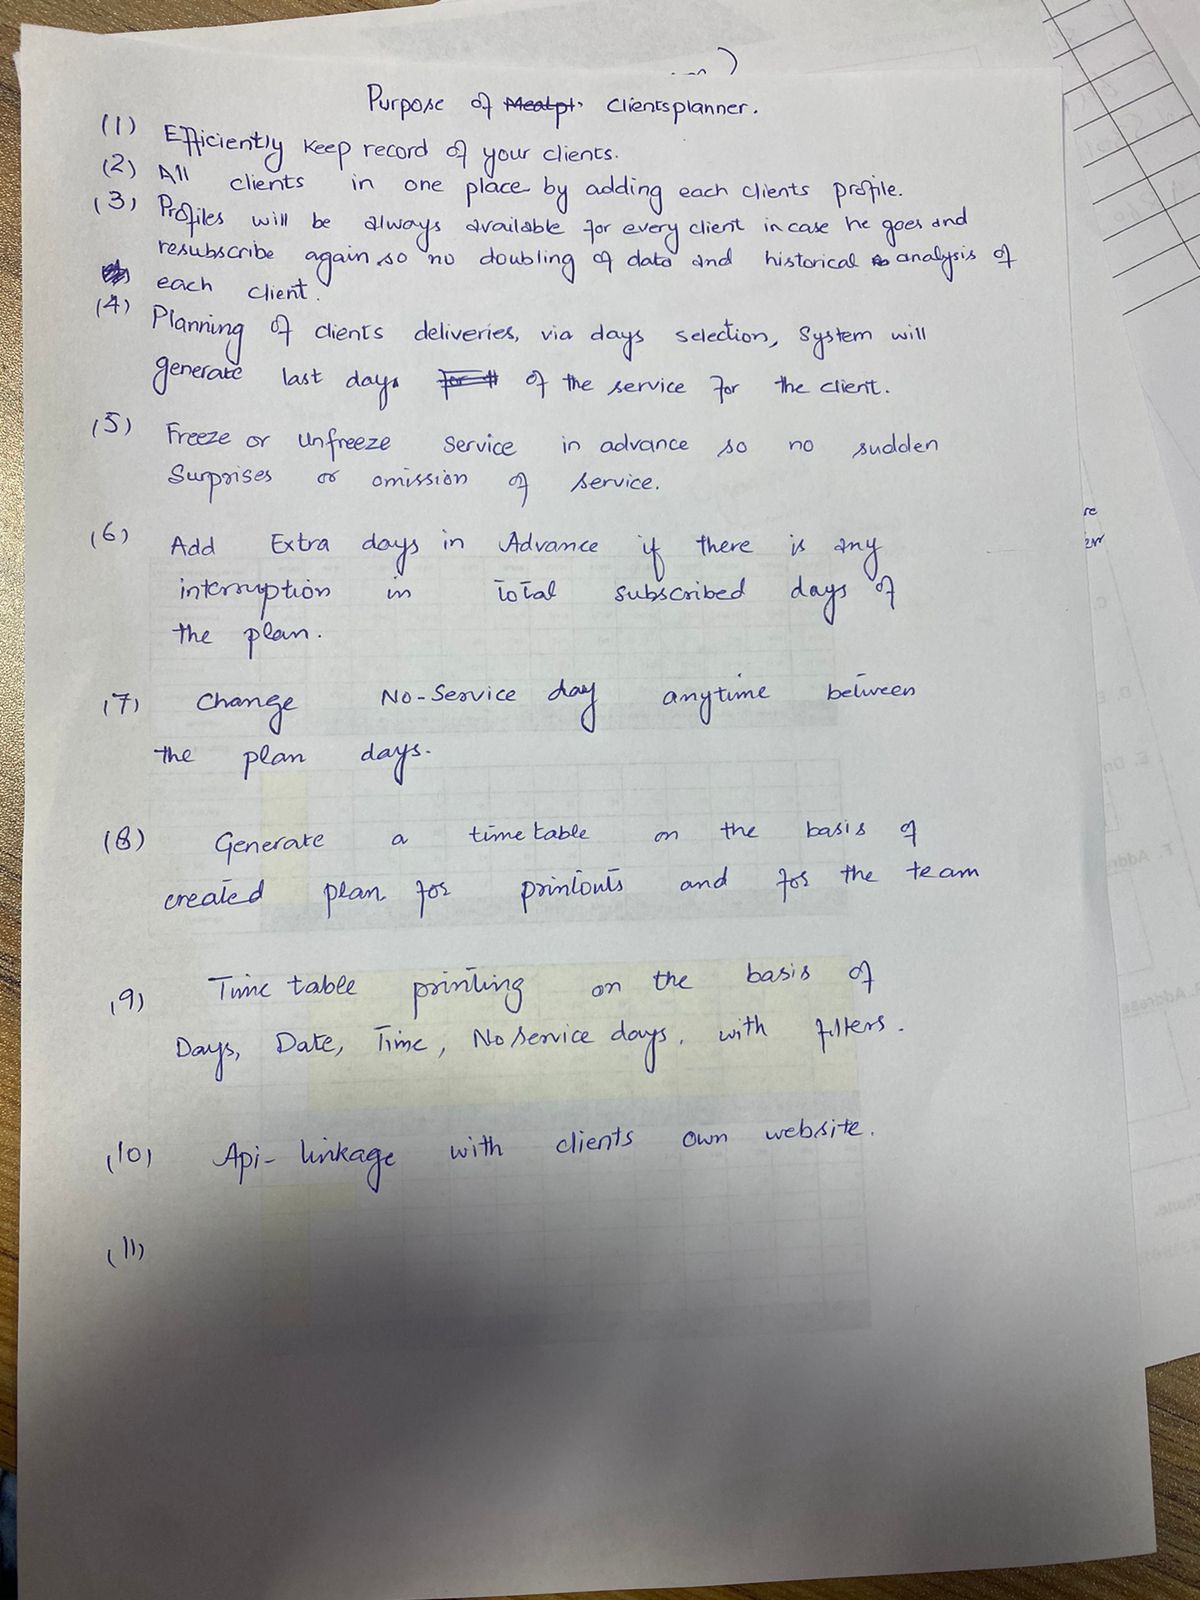 Purpose of Mealpl. Clientsplanner.
(1) Efficiently Keep record of your clients.
(2) All clients in one place by adding each clients profile.
(3) Profiles will be always available for every client in case he goes and
resubscribe again so no doubling of data and historical analysis of
each client.
(4) Planning of clients deliveries, via days selection, System will
generate last day of the service for the client.
(5) Freeze or Unfreeze Service in advance so no sudden
Surprises or omission of service.
(6) Add Extra days in Advance if there is any
interruption in total subscribed days of
the plan.
(7) Change No-Service day anytime between
the plan days.
(8) Generate a time table on the basis of
created plan for printouts and for the team
(9) Time table printing on the basis of
Days, Date, Time, No service days, with filters.
(10) Api- linkage with clients own website.
(11)